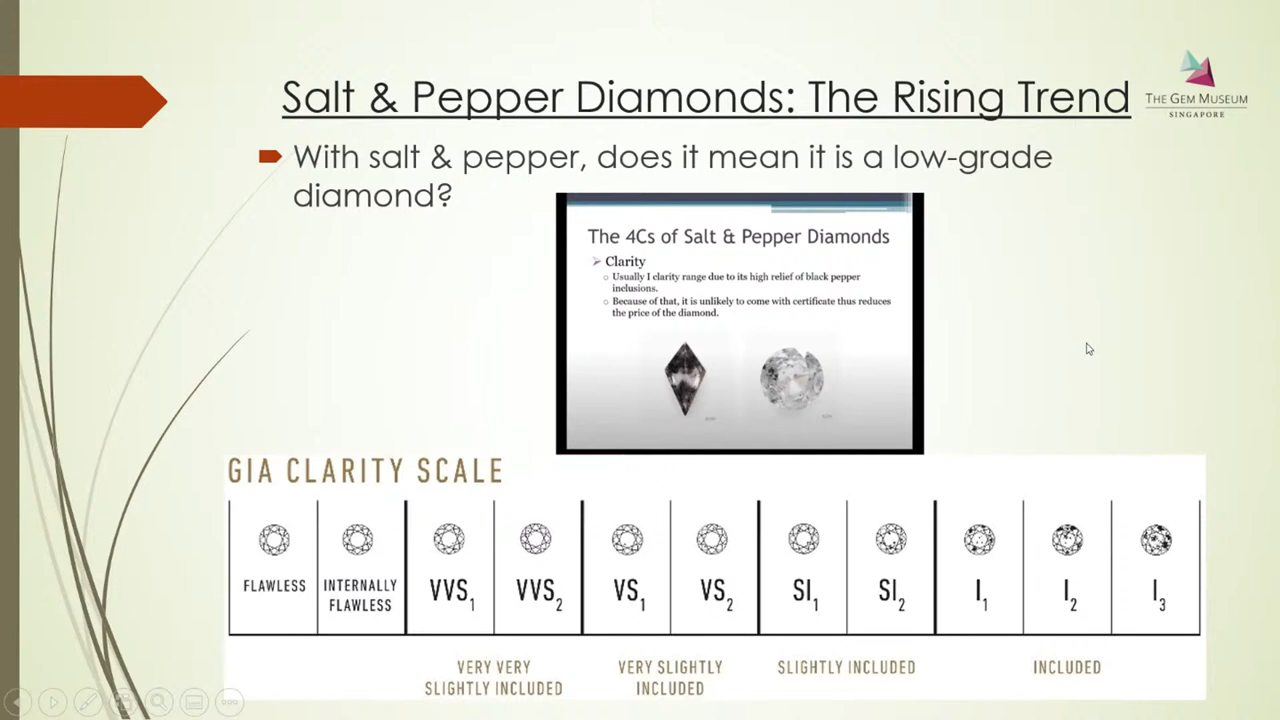 Salt & Pepper Diamonds: The Rising Trend
THE GEM MUSEUM
SINGAPORE
With salt & pepper, does it mean it is a low-grade
diamond?
The 4Cs of Salt & Pepper Diamonds
Clarity
Usually I clarity range due to its high relief of black pepper
inclusions.
Because of that, it is unlikely to come with certificate thus reduces
the price of the diamond.
GIA CLARITY SCALE
FLAWLESS
INTERNALLY
FLAWLESS
VVS1
VVS2
VS1
VS2
SI1
SI2
I1
I2
I3
VERY VERY
SLIGHTLY INCLUDED
VERY SLIGHTLY
INCLUDED
SLIGHTLY INCLUDED
INCLUDED